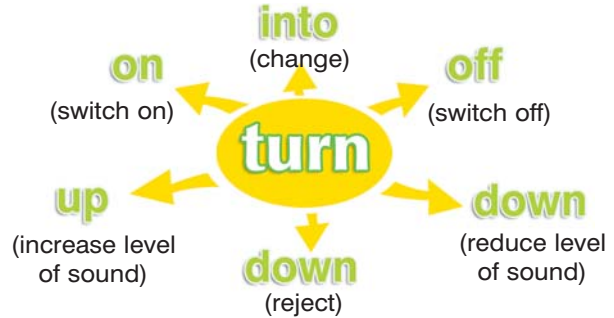 into
(change)
on
(switch on)
off
(switch off)
turn
up
(increase level
of sound)
down
(reject)
down
(reduce level
of sound)